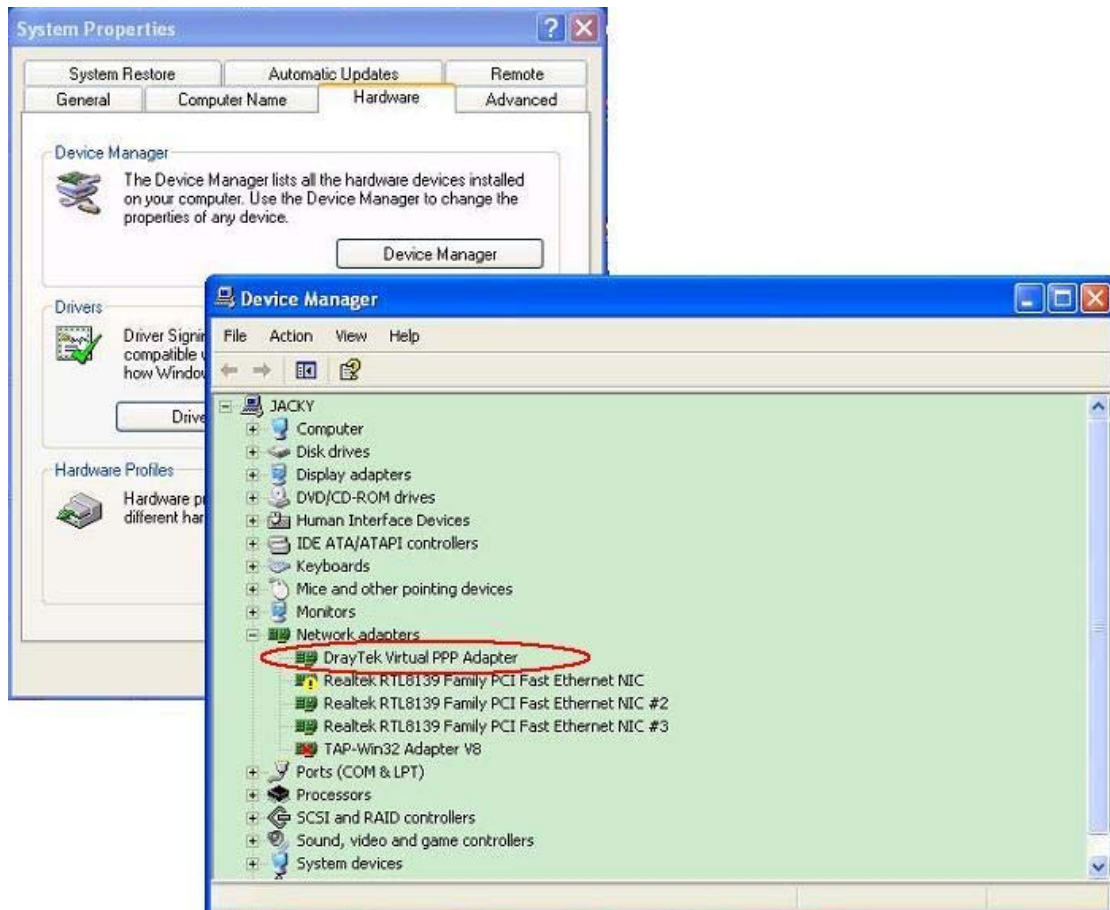 System Properties
System Restore Automatic Updates Remote
General Computer Name Hardware Advanced
Device Manager
The Device Manager lists all the hardware devices installed
on your computer. Use the Device Manager to change the
properties of any device.
Device Manager
Drivers
Driver
compatible
how
Hardware Profiles
Hardware
different
Device Manager
File Action View Help
JACKY
Computer
Disk drives
Display adapters
DVD/CD-ROM drives
Human Interface Devices
IDE ATA/ATAPI controllers
Keyboards
Mice and other pointing devices
Monitors
Network adapters
DrayTek Virtual PPP Adapter
Realtek RTL8139 Family PCI Fast Ethernet NIC
Realtek RTL8139 Family PCI Fast Ethernet NIC #2
Realtek RTL8139 Family PCI Fast Ethernet NIC #3
TAP-Win32 Adapter V8
Ports (COM & LPT)
Processors
SCSI and RAID controllers
Sound, video and game controllers
System devices